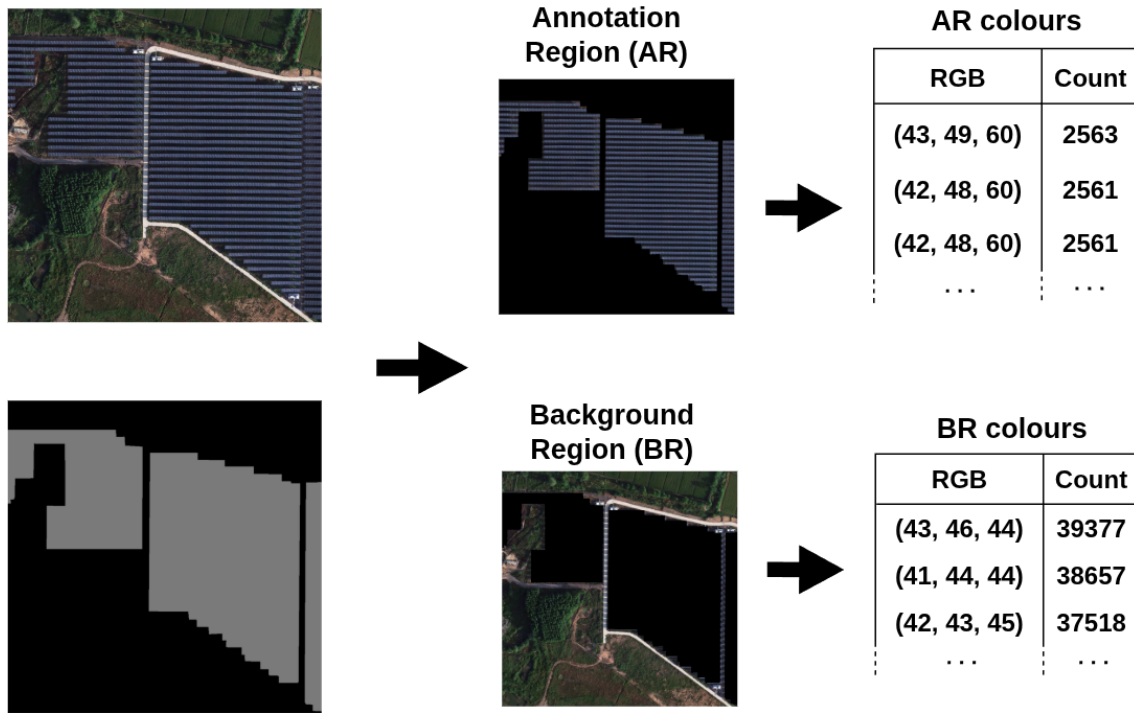 Annotation
Region (AR)
AR colours
RGB Count
(43, 49, 60) 2563
(42, 48, 60) 2561
(42, 48, 60) 2561
. . . . . .
Background
Region (BR)
BR colours
RGB Count
(43, 46, 44) 39377
(41, 44, 44) 38657
(42, 43, 45) 37518
. . . . . .